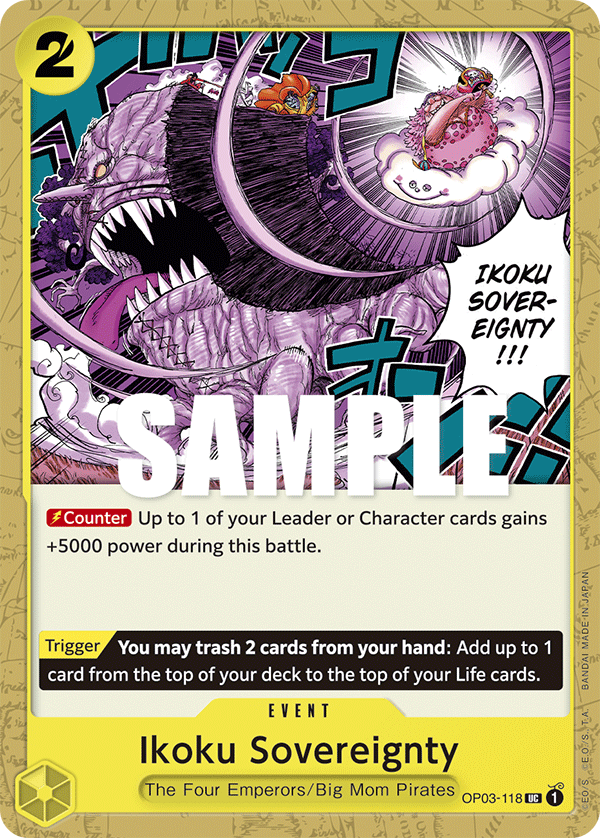 2
IKOKU
SOVER-
EIGNTY
!!!
SAMPLE
Counter Up to 1 of your Leader or Character cards gains
+5000 power during this battle.
Trigger You may trash 2 cards from your hand: Add up to 1
card from the top of your deck to the top of your Life cards.
EVENT
Ikoku Sovereignty
The Four Emperors/Big Mom Pirates
OP03-118 UC 1
©E.O./S. ©E.O./S.,T.A. BANDAI MADE IN JAPAN